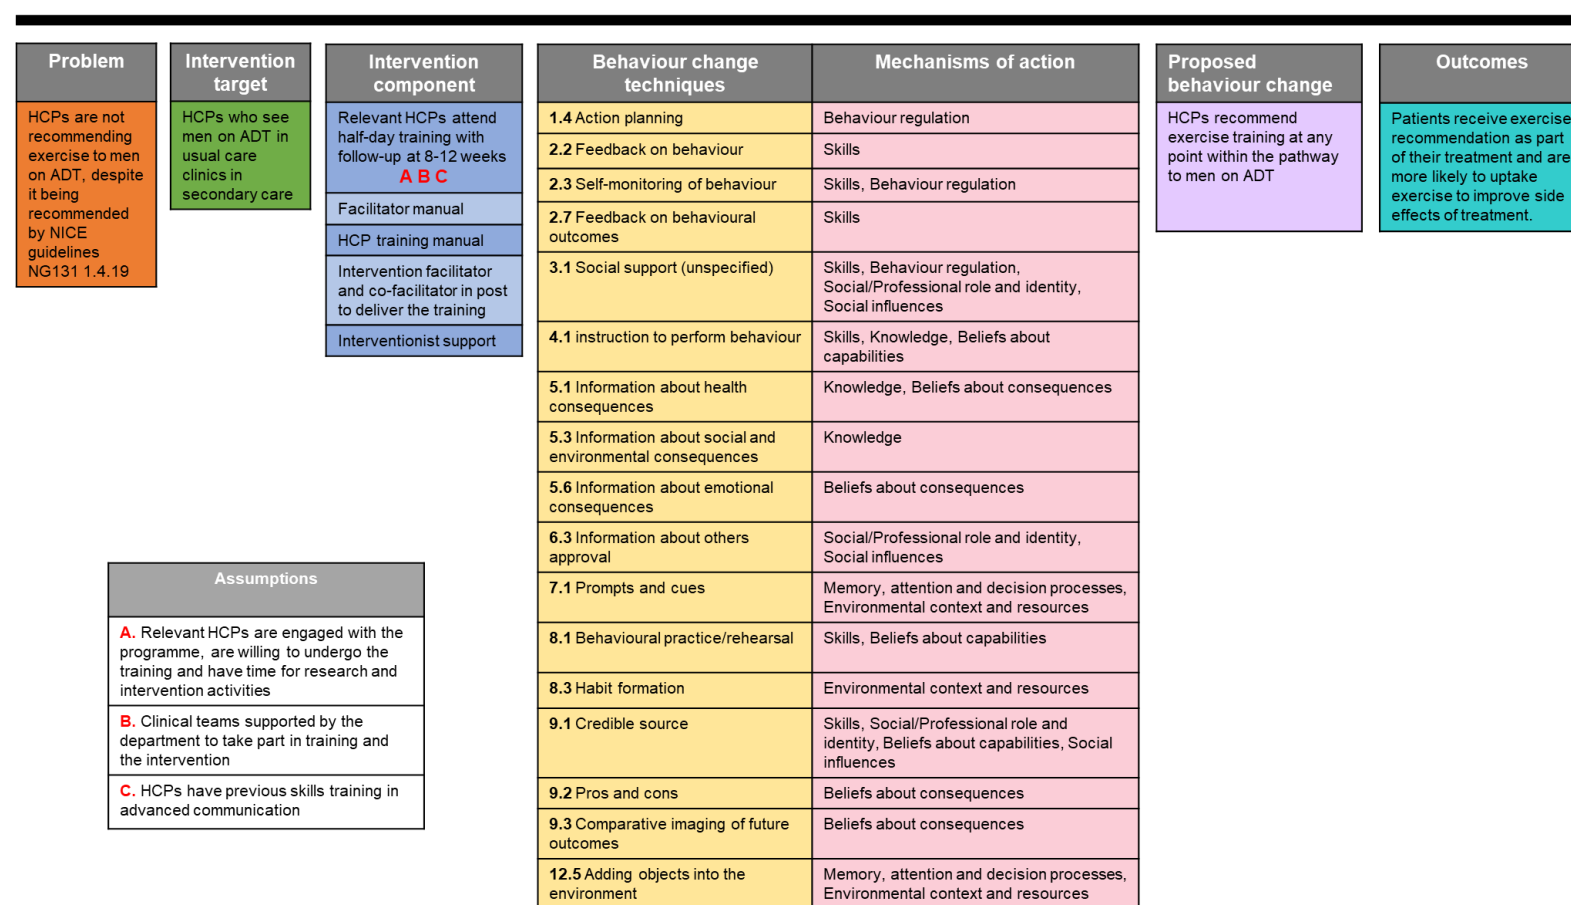 Problem
HCPs are not
recommending
exercise to men
on ADT, despite
it being
recommended
by NICE
guidelines
NG131 1.4.19
Intervention
target
HCPs who see
men on ADT in
usual care
clinics in
secondary care
Intervention
component
Relevant HCPs attend
half-day training with
follow-up at 8-12 weeks
A B C
Facilitator manual
HCP training manual
Intervention facilitator
and co-facilitator in post
to deliver the training
Interventionist support
Behaviour change
techniques
Mechanisms of action
1.4 Action planning
Behaviour regulation
2.2 Feedback on behaviour
Skills
2.3 Self-monitoring of behaviour
Skills, Behaviour regulation
2.7 Feedback on behavioural
outcomes
Skills
3.1 Social support (unspecified)
Skills, Behaviour regulation,
Social/Professional role and identity,
Social influences
4.1 instruction to perform behaviour
Skills, Knowledge, Beliefs about
capabilities
5.1 Information about health
consequences
Knowledge, Beliefs about consequences
5.3 Information about social and
environmental consequences
Knowledge
5.6 Information about emotional
consequences
Beliefs about consequences
6.3 Information about others
approval
Social/Professional role and identity,
Social influences
7.1 Prompts and cues
Memory, attention and decision processes,
Environmental context and resources
8.1 Behavioural practice/rehearsal
Skills, Beliefs about capabilities
8.3 Habit formation
Environmental context and resources
9.1 Credible source
Skills, Social/Professional role and
identity, Beliefs about capabilities, Social
influences
9.2 Pros and cons
Beliefs about consequences
9.3 Comparative imaging of future
outcomes
Beliefs about consequences
12.5 Adding objects into the
environment
Memory, attention and decision processes,
Environmental context and resources
Proposed
behaviour change
HCPs recommend
exercise training at any
point within the pathway
to men on ADT
Outcomes
Patients receive exercise
recommendation as part
of their treatment and are
more likely to uptake
exercise to improve side
effects of treatment.
Assumptions
A. Relevant HCPs are engaged with the
programme, are willing to undergo the
training and have time for research and
intervention activities
B. Clinical teams supported by the
department to take part in training and
the intervention
C. HCPs have previous skills training in
advanced communication